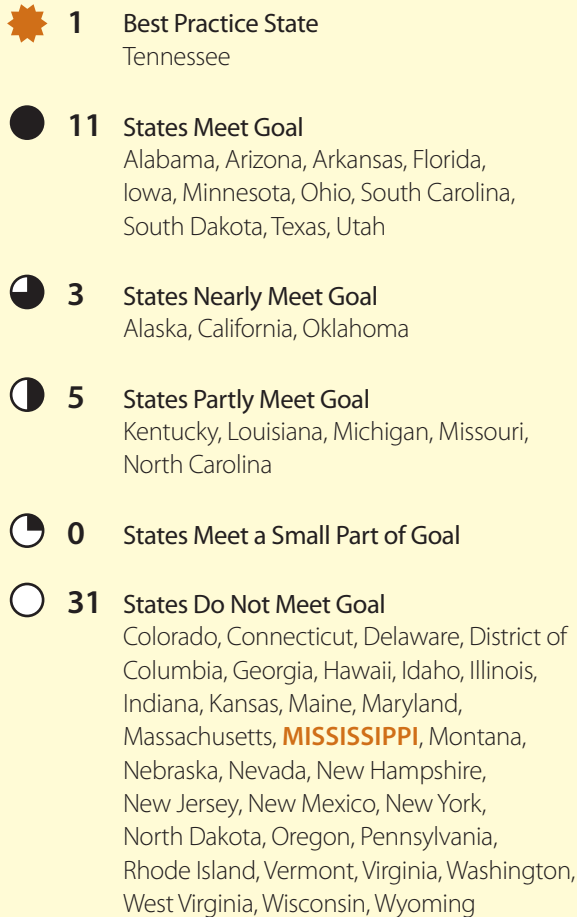 1 Best Practice State
Tennessee
11 States Meet Goal
Alabama, Arizona, Arkansas, Florida,
Iowa, Minnesota, Ohio, South Carolina,
South Dakota, Texas, Utah
3 States Nearly Meet Goal
Alaska, California, Oklahoma
5 States Partly Meet Goal
Kentucky, Louisiana, Michigan, Missouri,
North Carolina
0 States Meet a Small Part of Goal
31 States Do Not Meet Goal
Colorado, Connecticut, Delaware, District of
Columbia, Georgia, Hawaii, Idaho, Illinois,
Indiana, Kansas, Maine, Maryland,
Massachusetts, MISSISSIPPI, Montana,
Nebraska, Nevada, New Hampshire,
New Jersey, New Mexico, New York,
North Dakota, Oregon, Pennsylvania,
Rhode Island, Vermont, Virginia, Washington,
West Virginia, Wisconsin, Wyoming